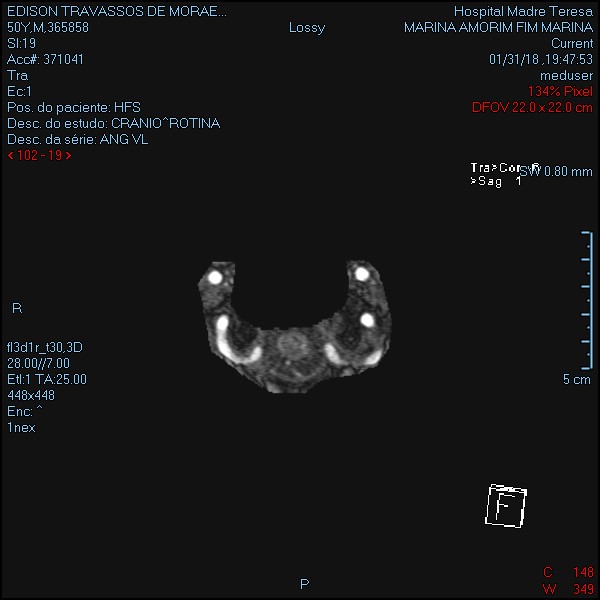 EDISON TRAVASSOS DE MORAE...
50Y,M,365858
Sl:19
Acc#: 371041
Tra
Ec:1
Pos. do paciente: HFS
Desc. do estudo: CRANIO^ROTINA
Desc. da série: ANG VL
< 102 - 19 >
Lossy
Hospital Madre Teresa
MARINA AMORIM FIM MARINA
Current
01/31/18 ,19:47:53
meduser
134% Pixel
DFOV 22.0 x 22.0 cm
Tra>Cor
SW 0.80 mm
>Sag 1
R
fl3d1r_t30,3D
28.00//7.00
Etl:1 TA:25.00
448x448
Enc: ^
1nex
5 cm
F
P
C 148
W 349